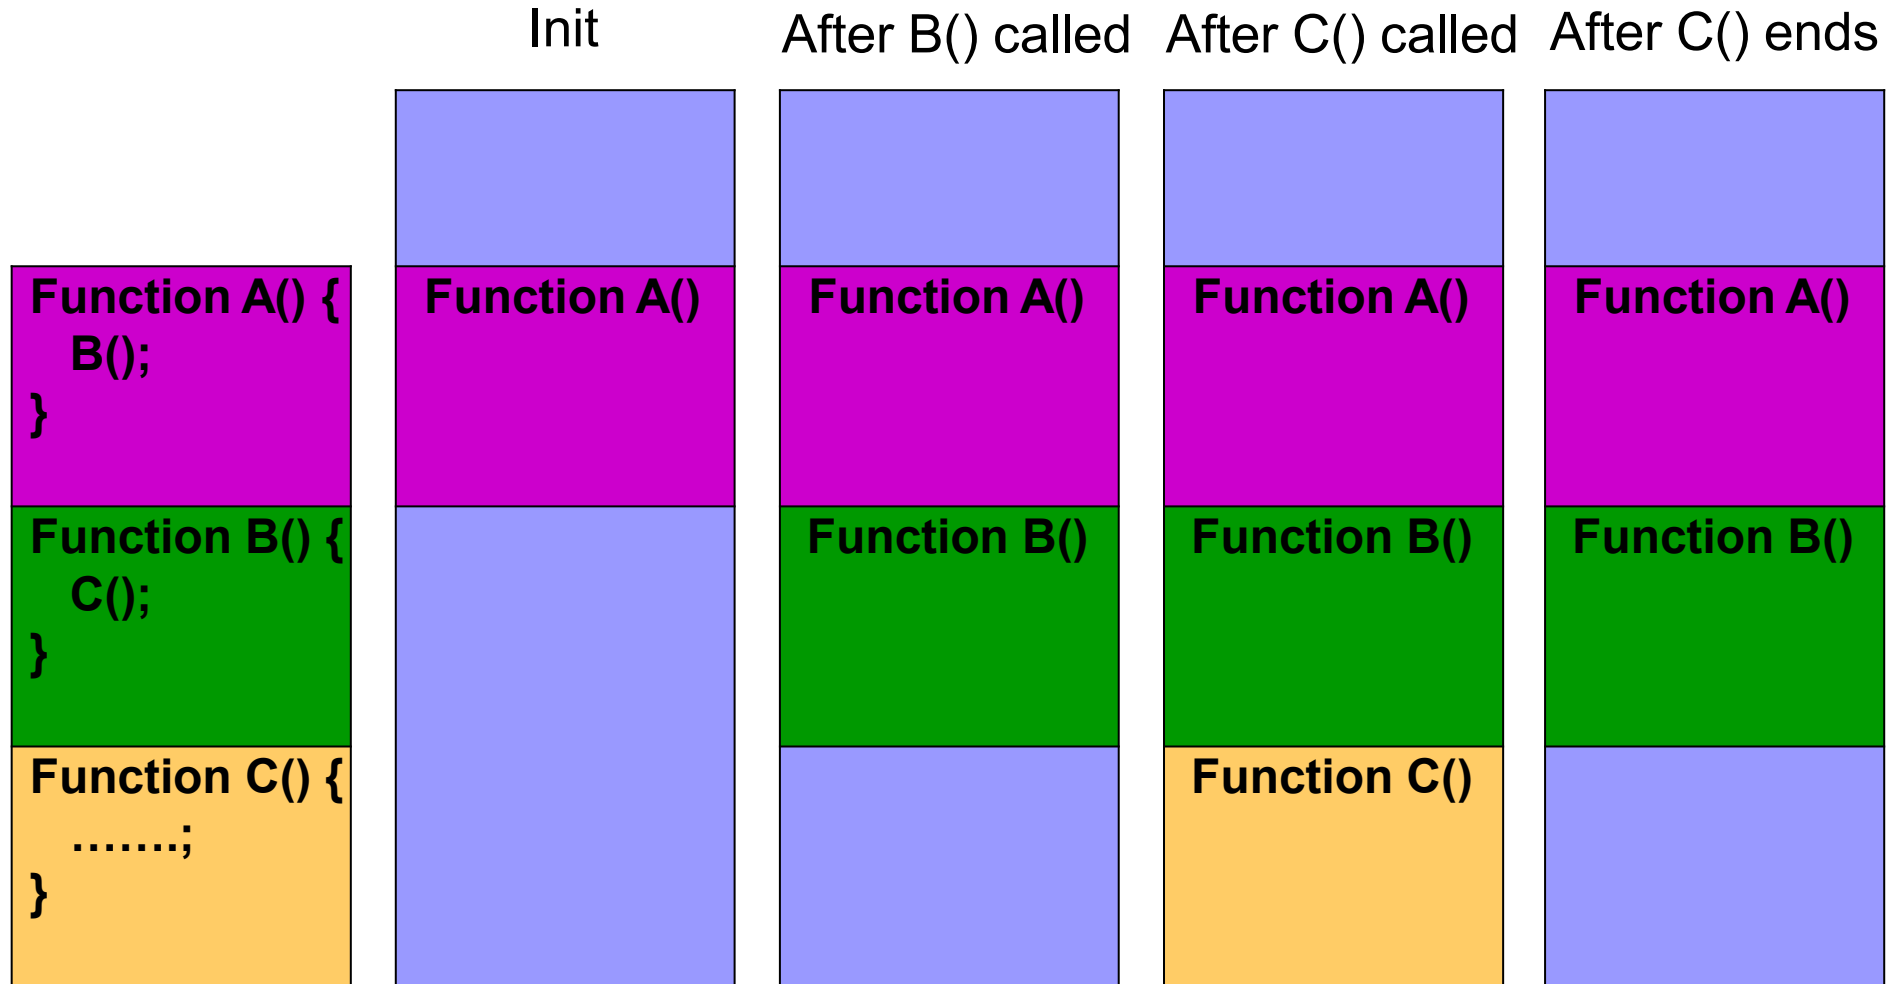 Init
After B() called
After C() called
After C() ends
Function A() {
B();
}
Function B() {
C();
}
Function C() {
…….;
}
Function A()
Function A()
Function B()
Function A()
Function B()
Function C()
Function A()
Function B()